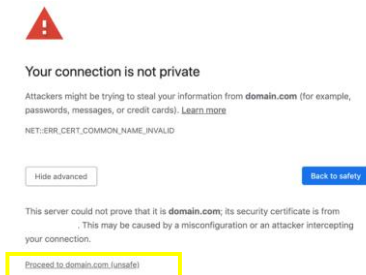 Your connection is not private
Attackers might be trying to steal your information from domain.com (for example,
passwords, messages, or credit cards). Learn more
NET::ERR_CERT_COMMON_NAME_INVALID
Hide advanced
Back to safety
This server could not prove that it is domain.com; its security certificate is from
. This may be caused by a misconfiguration or an attacker intercepting
your connection.
Proceed to domain.com (unsafe)